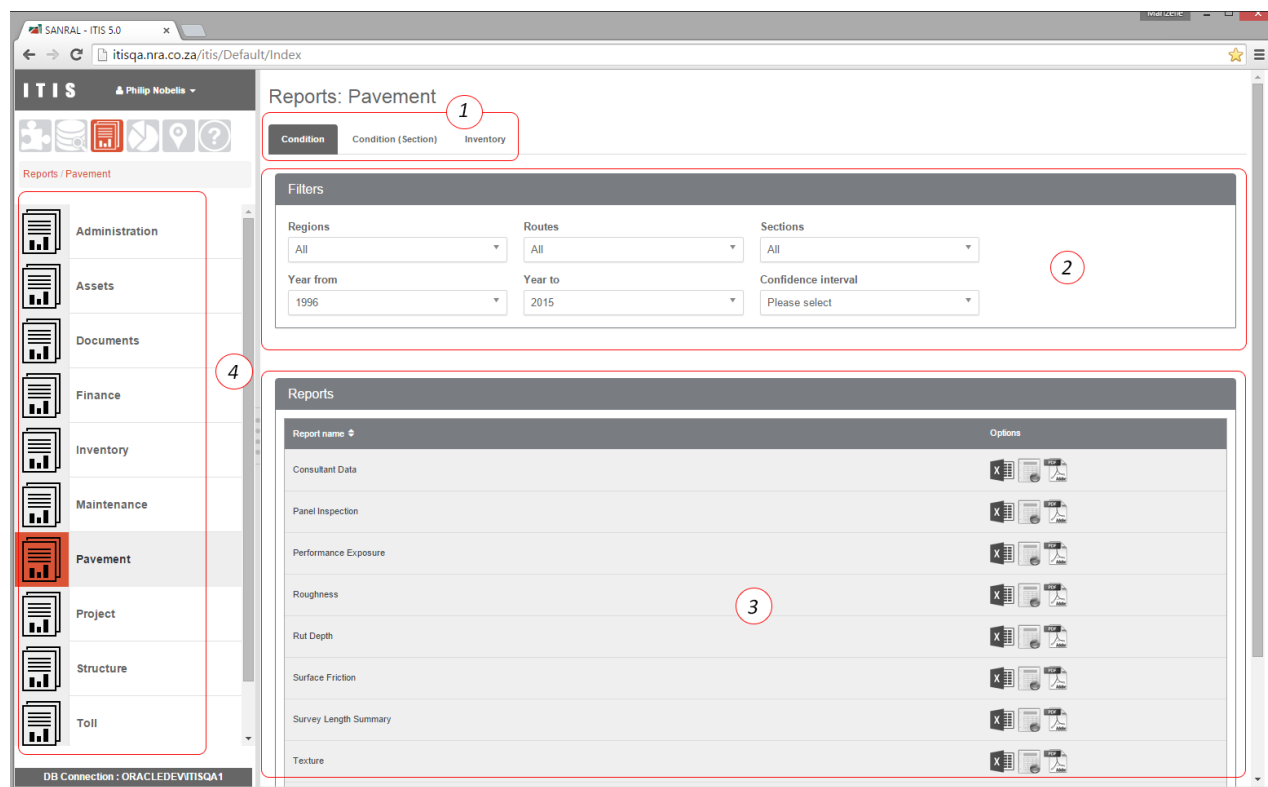 Marizene
SANRAL - ITIS 5.0
itisqa.nra.co.za/itis/Default/Index
ITIS
Philip Nobelis
Reports / Pavement
Administration
Assets
Documents
Finance
Inventory
Maintenance
Pavement
Project
Structure
Toll
4
DB Connection : ORACLEDEV\ITISQA1
Reports: Pavement
1
Condition Condition (Section) Inventory
Filters
Regions Routes Sections
All All All
2
Year from Year to Confidence interval
1996 2015 Please select
Reports
Report name Options
Consultant Data
Panel Inspection
Performance Exposure
Roughness
3
Rut Depth
Surface Friction
Survey Length Summary
Texture